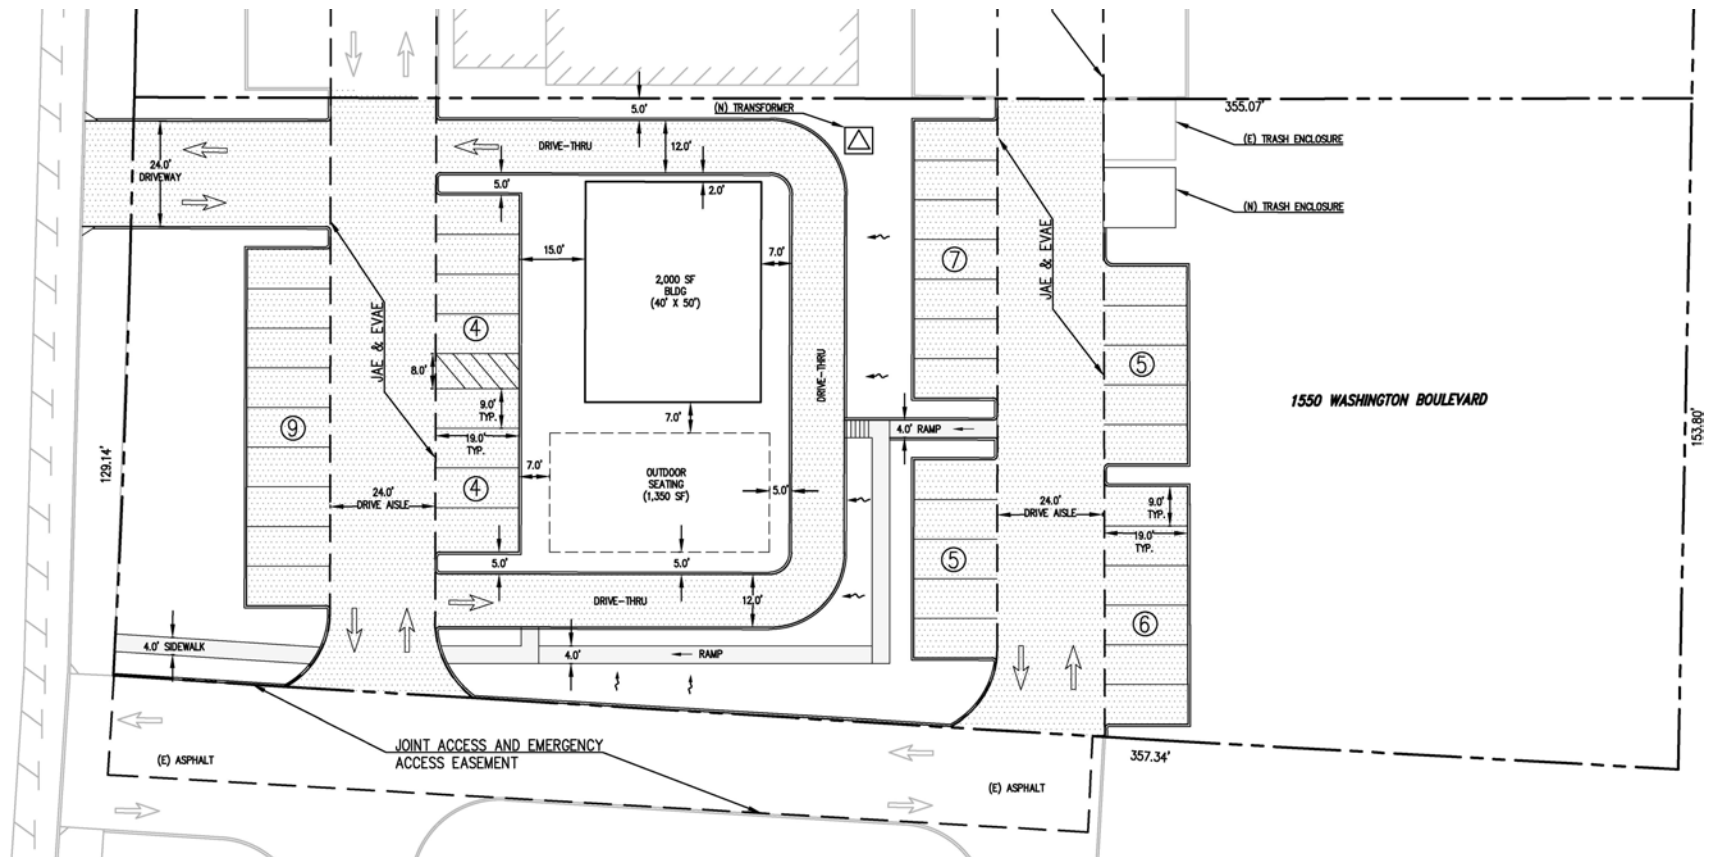 5.0'
(N) TRANSFORMER
355.07'
(E) TRASH ENCLOSURE
24.0'
DRIVEWAY
DRIVE-THRU
12.0'
5.0'
2.0'
(N) TRASH ENCLOSURE
15.0'
7.0'
JAE & EVAE
7
2,000 SF
BLDG
(40' X 50')
JAE & EVAE
4
8.0'
DRIVE-THRU
5
1550 WASHINGTON BOULEVARD
9.0'
TYP.
7.0'
9
19.0'
TYP.
4.0' RAMP
153.80'
129.14'
7.0'
OUTDOOR
SEATING
(1,350 SF)
4
5.0'
24.0'
DRIVE AISLE
24.0'
DRIVE AISLE
9.0'
TYP.
19.0'
TYP.
5.0'
5.0'
5
DRIVE-THRU
12.0'
6
4.0' SIDEWALK
4.0'
RAMP
JOINT ACCESS AND EMERGENCY
ACCESS EASEMENT
357.34'
(E) ASPHALT
(E) ASPHALT